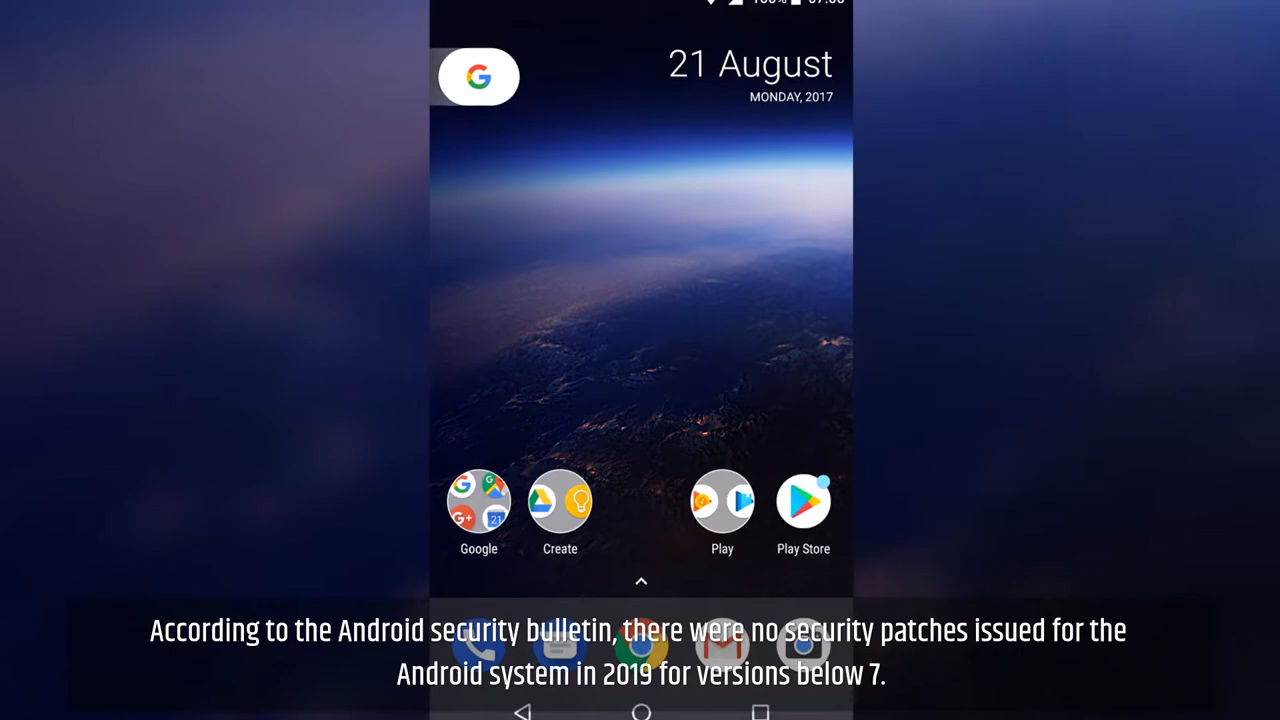 21 August
MONDAY, 2017
Google
Create
Play
Play Store
According to the Android security bulletin, there were no security patches issued for the
Android system in 2019 for versions below 7.